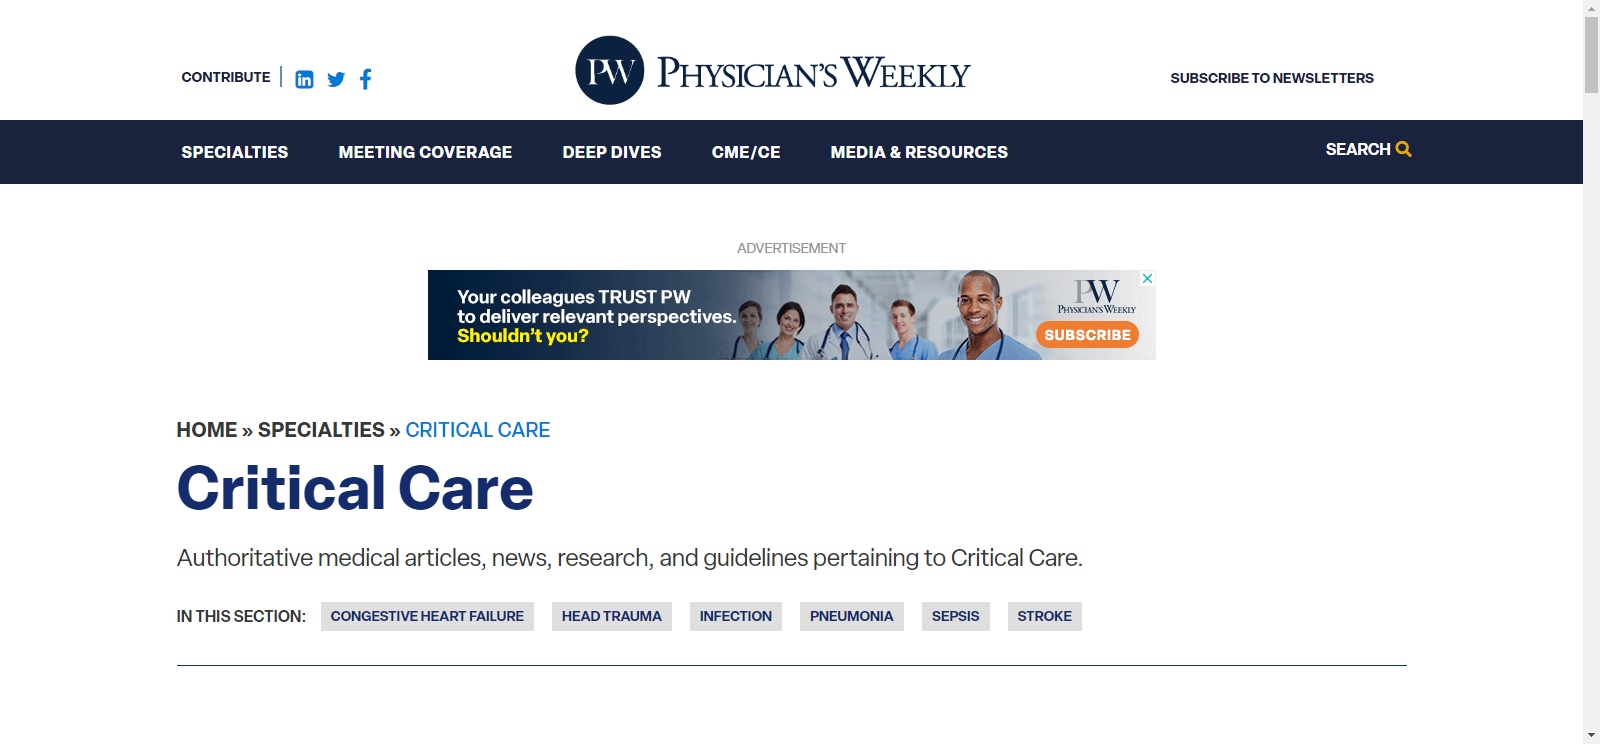 CONTRIBUTE
PW PHYSICIAN'S WEEKLY
SUBSCRIBE TO NEWSLETTERS
SPECIALTIES MEETING COVERAGE DEEP DIVES CME/CE MEDIA & RESOURCES SEARCH
ADVERTISEMENT
Your colleagues TRUST PW
to deliver relevant perspectives.
Shouldn't you?
PW
PHYSICIAN'S WEEKLY
SUBSCRIBE
HOME » SPECIALTIES » CRITICAL CARE
Critical Care
Authoritative medical articles, news, research, and guidelines pertaining to Critical Care.
IN THIS SECTION: CONGESTIVE HEART FAILURE HEAD TRAUMA INFECTION PNEUMONIA SEPSIS STROKE